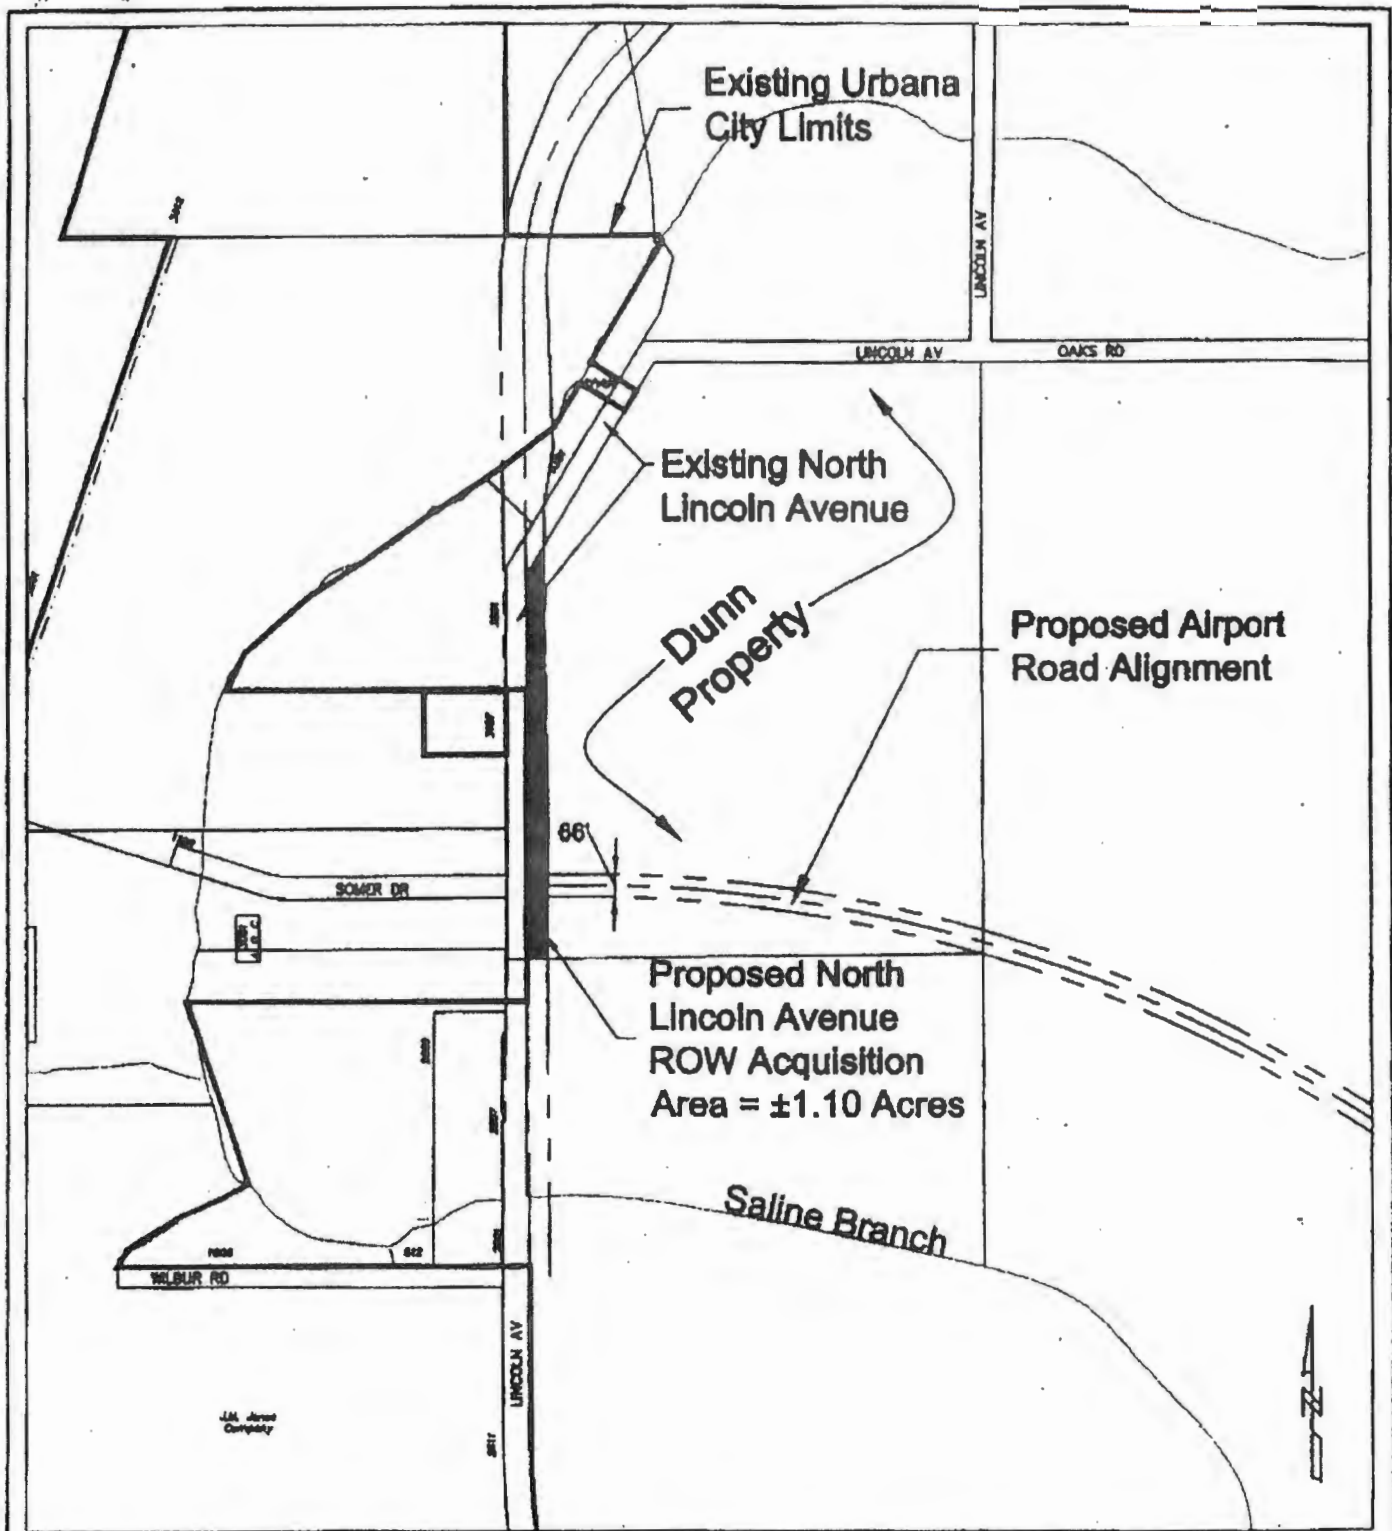 Existing Urbana
City Limits
LINCOLN AV
LINCOLN AV
OAKS RD
Existing North
Lincoln Avenue
Dunn
Property
Proposed Airport
Road Alignment
66'
SOMER DR
Proposed North
Lincoln Avenue
ROW Acquisition
Area = ±1.10 Acres
Saline Branch
WILBUR RD
LINCOLN AV
J.M. Jones
Company
N